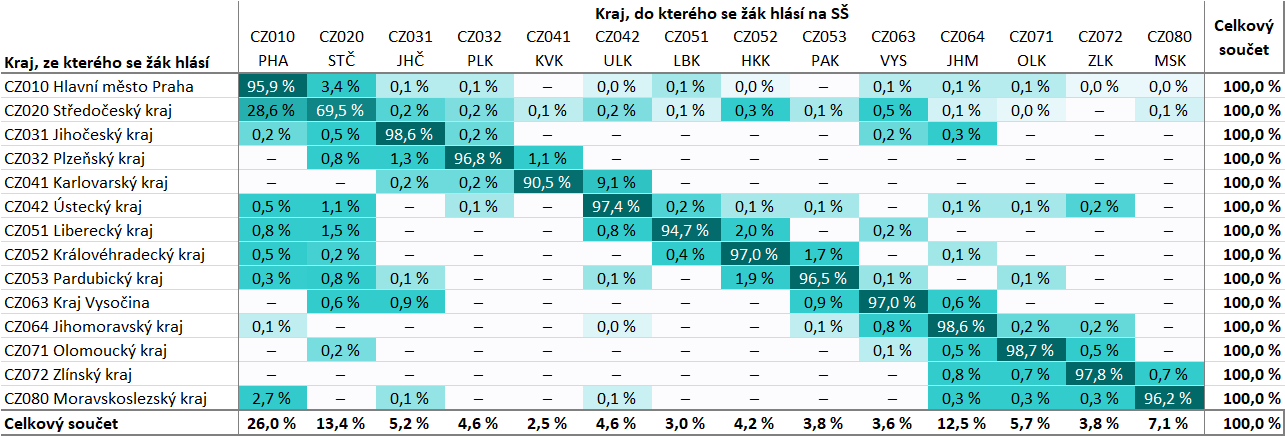 Kraj, do kterého se žák hlásí na SŠ
Kraj, ze kterého se žák hlásí CZ010 PHA CZ020 STČ CZ031 JHČ CZ032 PLK CZ041 KVK CZ042 ULK CZ051 LBK CZ052 HKK CZ053 PAK CZ063 VYS CZ064 JHM CZ071 OLK CZ072 ZLK CZ080 MSK Celkový součet
CZ010 Hlavní město Praha 95,9 % 3,4 % 0,1 % 0,1 % – 0,0 % 0,1 % – – 0,1 % 0,1 % 0,1 % 0,0 % 0,0 % 100,0 %
CZ020 Středočeský kraj 28,6 % 69,5 % 0,2 % 0,2 % 0,1 % 0,2 % 0,1 % 0,3 % 0,1 % 0,5 % 0,1 % 0,0 % – 0,1 % 100,0 %
CZ031 Jihočeský kraj 0,2 % 0,5 % 98,6 % 0,2 % – – – – – 0,2 % 0,3 % – – – 100,0 %
CZ032 Plzeňský kraj – 0,8 % 1,3 % 96,8 % 1,1 % – – – – – – – – – 100,0 %
CZ041 Karlovarský kraj – – 0,2 % 0,2 % 90,5 % 9,1 % – – – – – – – – 100,0 %
CZ042 Ústecký kraj 0,5 % 1,1 % – 0,1 % – 97,4 % 0,2 % 0,1 % 0,1 % – 0,1 % 0,1 % 0,2 % – 100,0 %
CZ051 Liberecký kraj 0,8 % 1,5 % – – – 0,8 % 94,7 % 2,0 % – 0,2 % – – – – 100,0 %
CZ052 Královéhradecký kraj 0,5 % 0,2 % – – – – 0,4 % 97,0 % 1,7 % – 0,1 % – – – 100,0 %
CZ053 Pardubický kraj 0,3 % 0,8 % 0,1 % – – 0,1 % – 1,9 % 96,5 % 0,1 % – 0,1 % – – 100,0 %
CZ063 Kraj Vysočina – 0,6 % 0,9 % – – – – – 0,9 % 97,0 % 0,6 % – – – 100,0 %
CZ064 Jihomoravský kraj 0,1 % – – – – 0,0 % – – 0,1 % 0,8 % 98,6 % 0,2 % 0,2 % – 100,0 %
CZ071 Olomoucký kraj – 0,2 % – – – – – – – 0,1 % 0,5 % 98,7 % 0,5 % – 100,0 %
CZ072 Zlínský kraj – – – – – – – – – – 0,8 % 0,7 % 97,8 % 0,7 % 100,0 %
CZ080 Moravskoslezský kraj 2,7 % – 0,1 % – – 0,1 % – – – – 0,3 % 0,3 % 0,3 % 96,2 % 100,0 %
Celkový součet 26,0 % 13,4 % 5,2 % 4,6 % 2,5 % 4,6 % 3,0 % 4,2 % 3,8 % 3,6 % 12,5 % 5,7 % 3,8 % 7,1 % 100,0 %